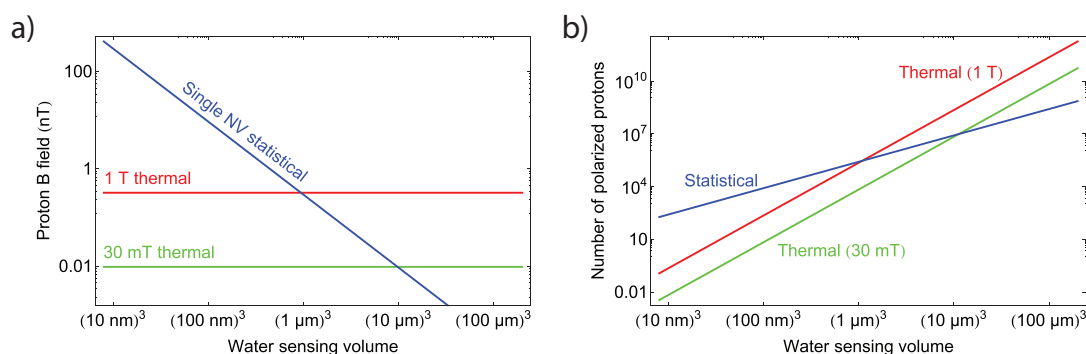 a)
Proton B field (nT)
100
1
0.01
Single NV statistical
1 T thermal
30 mT thermal
(10 nm)³
(100 nm)³
(1 µm)³
(10 µm)³
(100 µm)³
Water sensing volume
b)
Number of polarized protons
10¹⁰
10⁷
10⁴
10
0.01
Thermal (1 T)
Statistical
Thermal (30 mT)
(10 nm)³
(100 nm)³
(1 µm)³
(10 µm)³
(100 µm)³
Water sensing volume